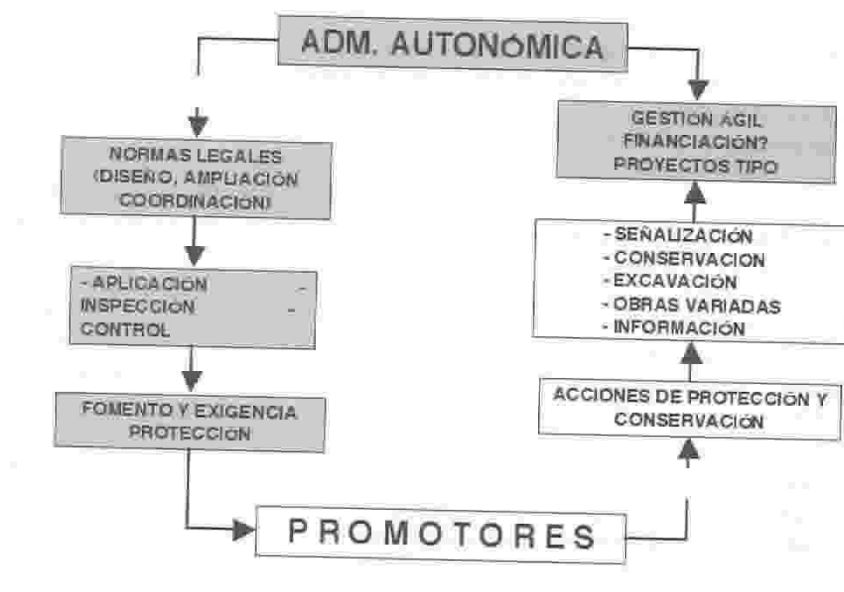 ADM. AUTONÓMICA
NORMAS LEGALES
(DISEÑO, AMPLIACIÓN
COORDINACIÓN)
- APLICACIÓN -
INSPECCIÓN -
CONTROL
FOMENTO Y EXIGENCIA
PROTECCIÓN
PROMOTORES
ACCIONES DE PROTECCIÓN Y
CONSERVACIÓN
- SEÑALIZACIÓN
- CONSERVACION
- EXCAVACIÓN
- OBRAS VARIADAS
- INFORMACIÓN
GESTIÓN ÁGIL
FINANCIACIÓN?
PROYECTOS TIPO